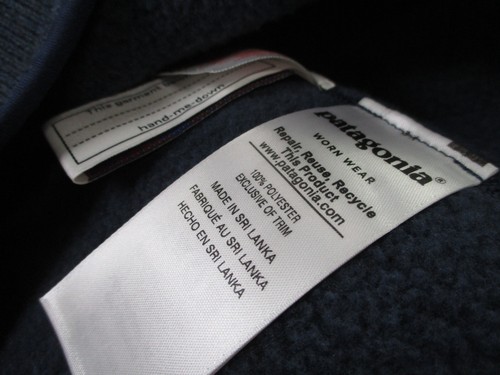 This garment
hand-me-down
patagonia®
WORN WEAR
Repair, Reuse, Recycle
This Product
www.patagonia.com
100% POLYESTER
EXCLUSIVE OF TRIM
MADE IN SRI LANKA
FABRIQUÉ AU SRI LANKA
HECHO EN SRI LANKA